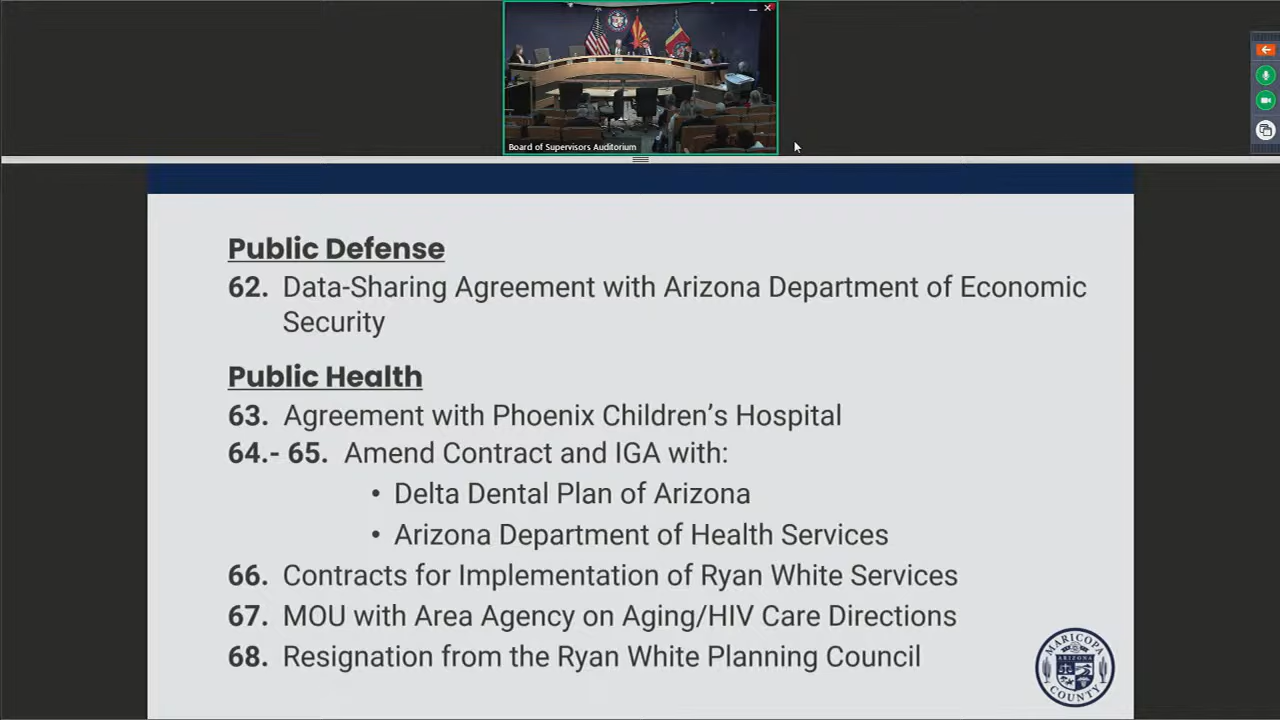 Board of Supervisors Auditorium
Public Defense
62. Data-Sharing Agreement with Arizona Department of Economic
Security
Public Health
63. Agreement with Phoenix Children's Hospital
64.- 65. Amend Contract and IGA with:
• Delta Dental Plan of Arizona
• Arizona Department of Health Services
66. Contracts for Implementation of Ryan White Services
67. MOU with Area Agency on Aging/HIV Care Directions
68. Resignation from the Ryan White Planning Council
MARICOPA
ARIZONA
COUNTY